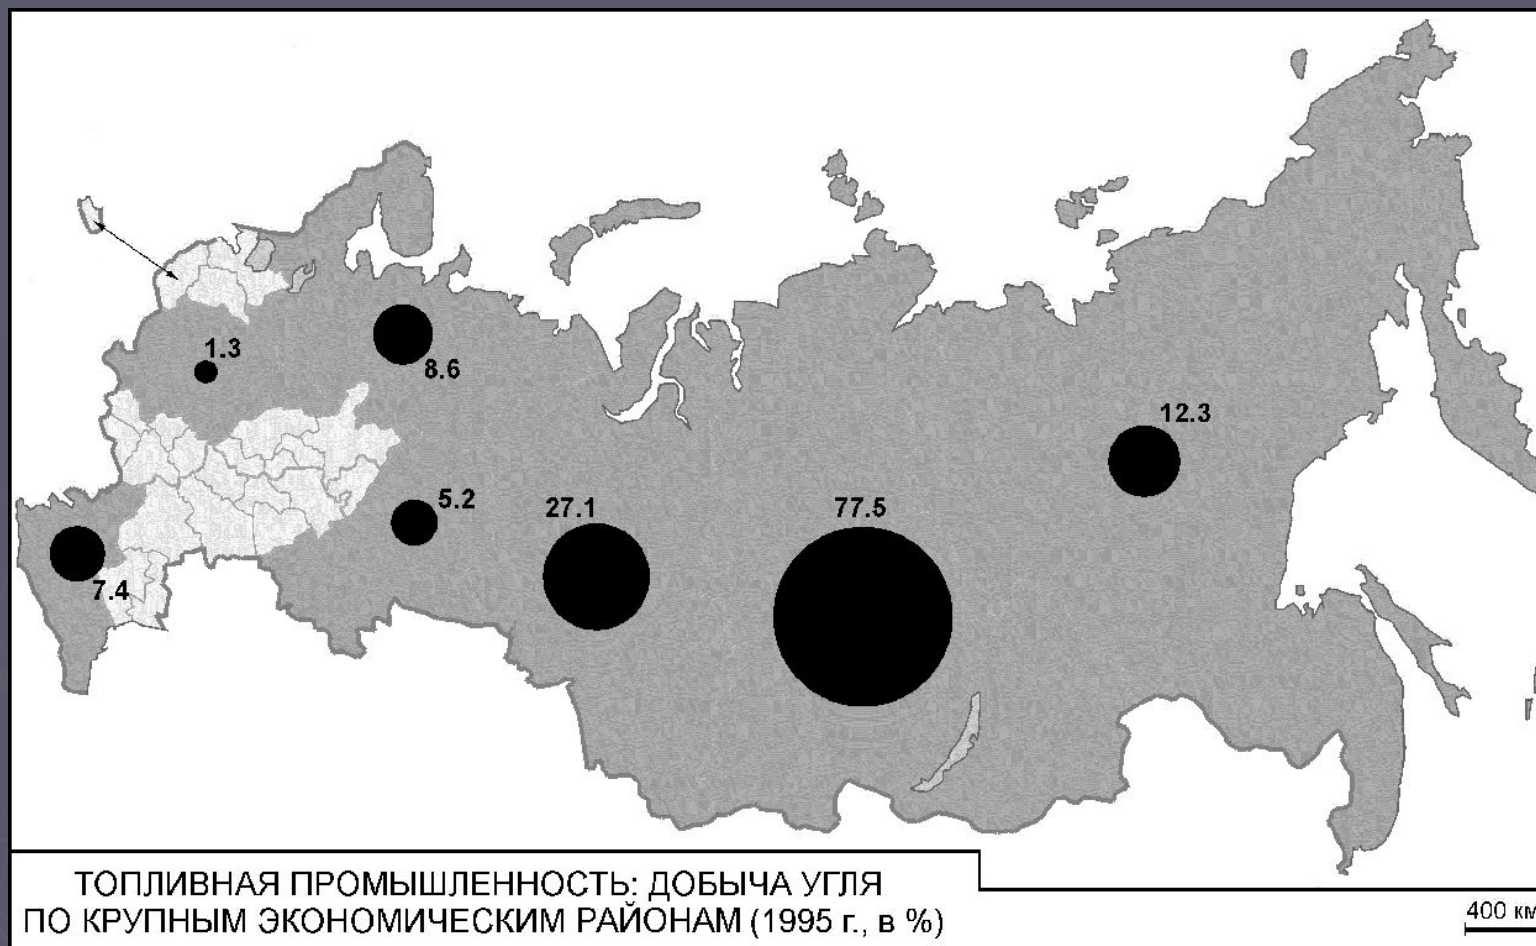 1.3
8.6
12.3
5.2
27.1
77.5
7.4
ТОПЛИВНАЯ ПРОМЫШЛЕННОСТЬ: ДОБЫЧА УГЛЯ
ПО КРУПНЫМ ЭКОНОМИЧЕСКИМ РАЙОНАМ (1995 г., в %)
400 км